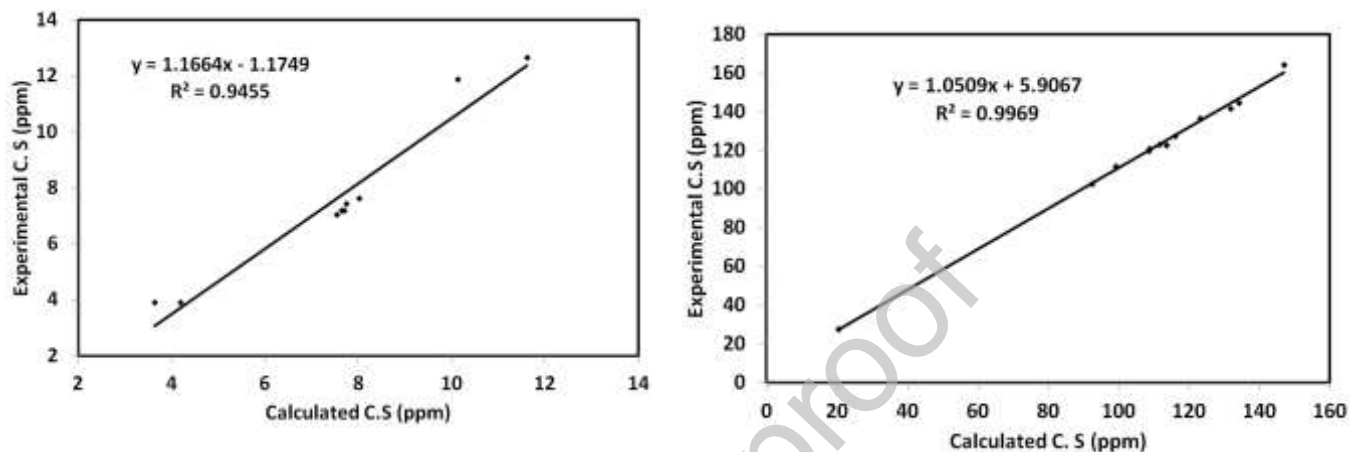 14
12
10
8
6
4
2
Experimental C. S (ppm)
y = 1.1664x - 1.1749
R² = 0.9455
2 4 6 8 10 12 14
Calculated C.S (ppm)
180
160
140
120
100
80
60
40
20
0
Experimental C.S (ppm)
y = 1.0509x + 5.9067
R² = 0.9969
0 20 40 60 80 100 120 140 160
Calculated C. S (ppm)
proof